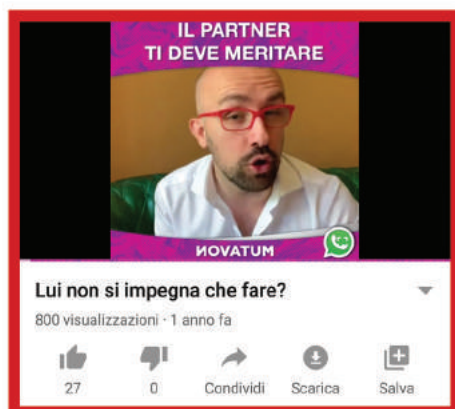 IL PARTNER
TI DEVE MERITARE
ИOVATUM
Lui non si impegna che fare?
800 visualizzazioni · 1 anno fa
27
0
Condividi
Scarica
Salva